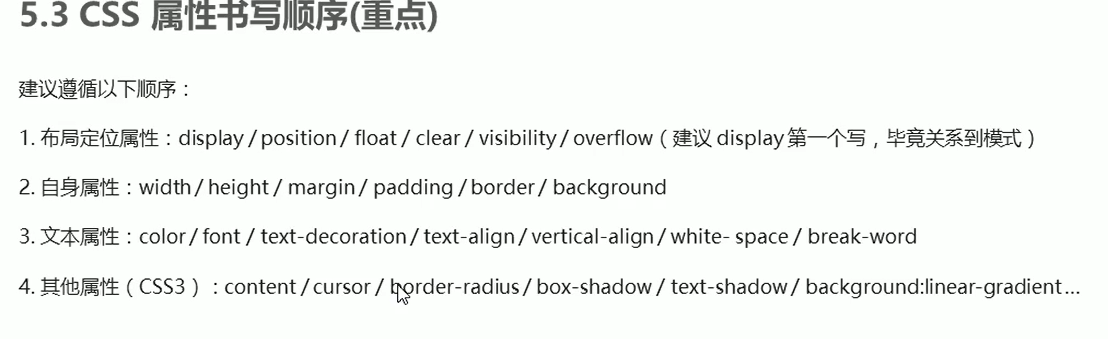 5.3 CSS 属性书写顺序(重点)
建议遵循以下顺序：
1. 布局定位属性：display / position / float / clear / visibility / overflow（建议 display 第一个写，毕竟关系到模式）
2. 自身属性：width / height / margin / padding / border / background
3. 文本属性：color / font / text-decoration / text-align / vertical-align / white- space / break-word
4. 其他属性（CSS3）：content / cursor / border-radius / box-shadow / text-shadow / background:linear-gradient ...